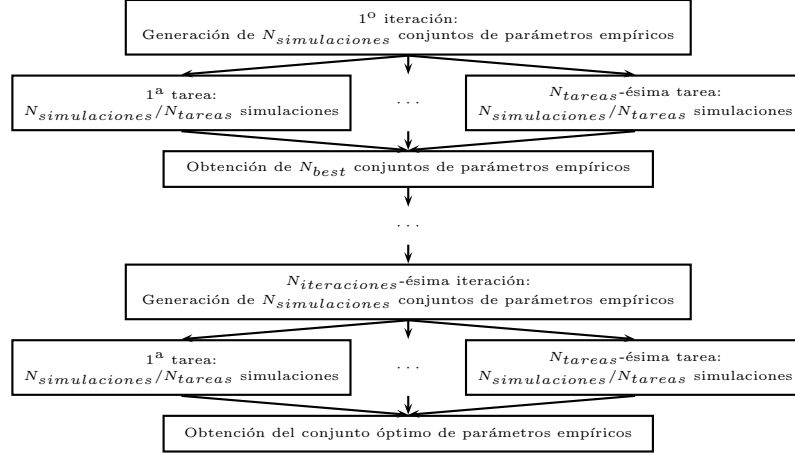 1º iteración:
Generación de N_simulaciones conjuntos de parámetros empíricos
1ª tarea:
N_simulaciones/N_tareas simulaciones
...
N_tareas-ésima tarea:
N_simulaciones/N_tareas simulaciones
Obtención de N_best conjuntos de parámetros empíricos
...
N_iteraciones-ésima iteración:
Generación de N_simulaciones conjuntos de parámetros empíricos
1ª tarea:
N_simulaciones/N_tareas simulaciones
...
N_tareas-ésima tarea:
N_simulaciones/N_tareas simulaciones
Obtención del conjunto óptimo de parámetros empíricos